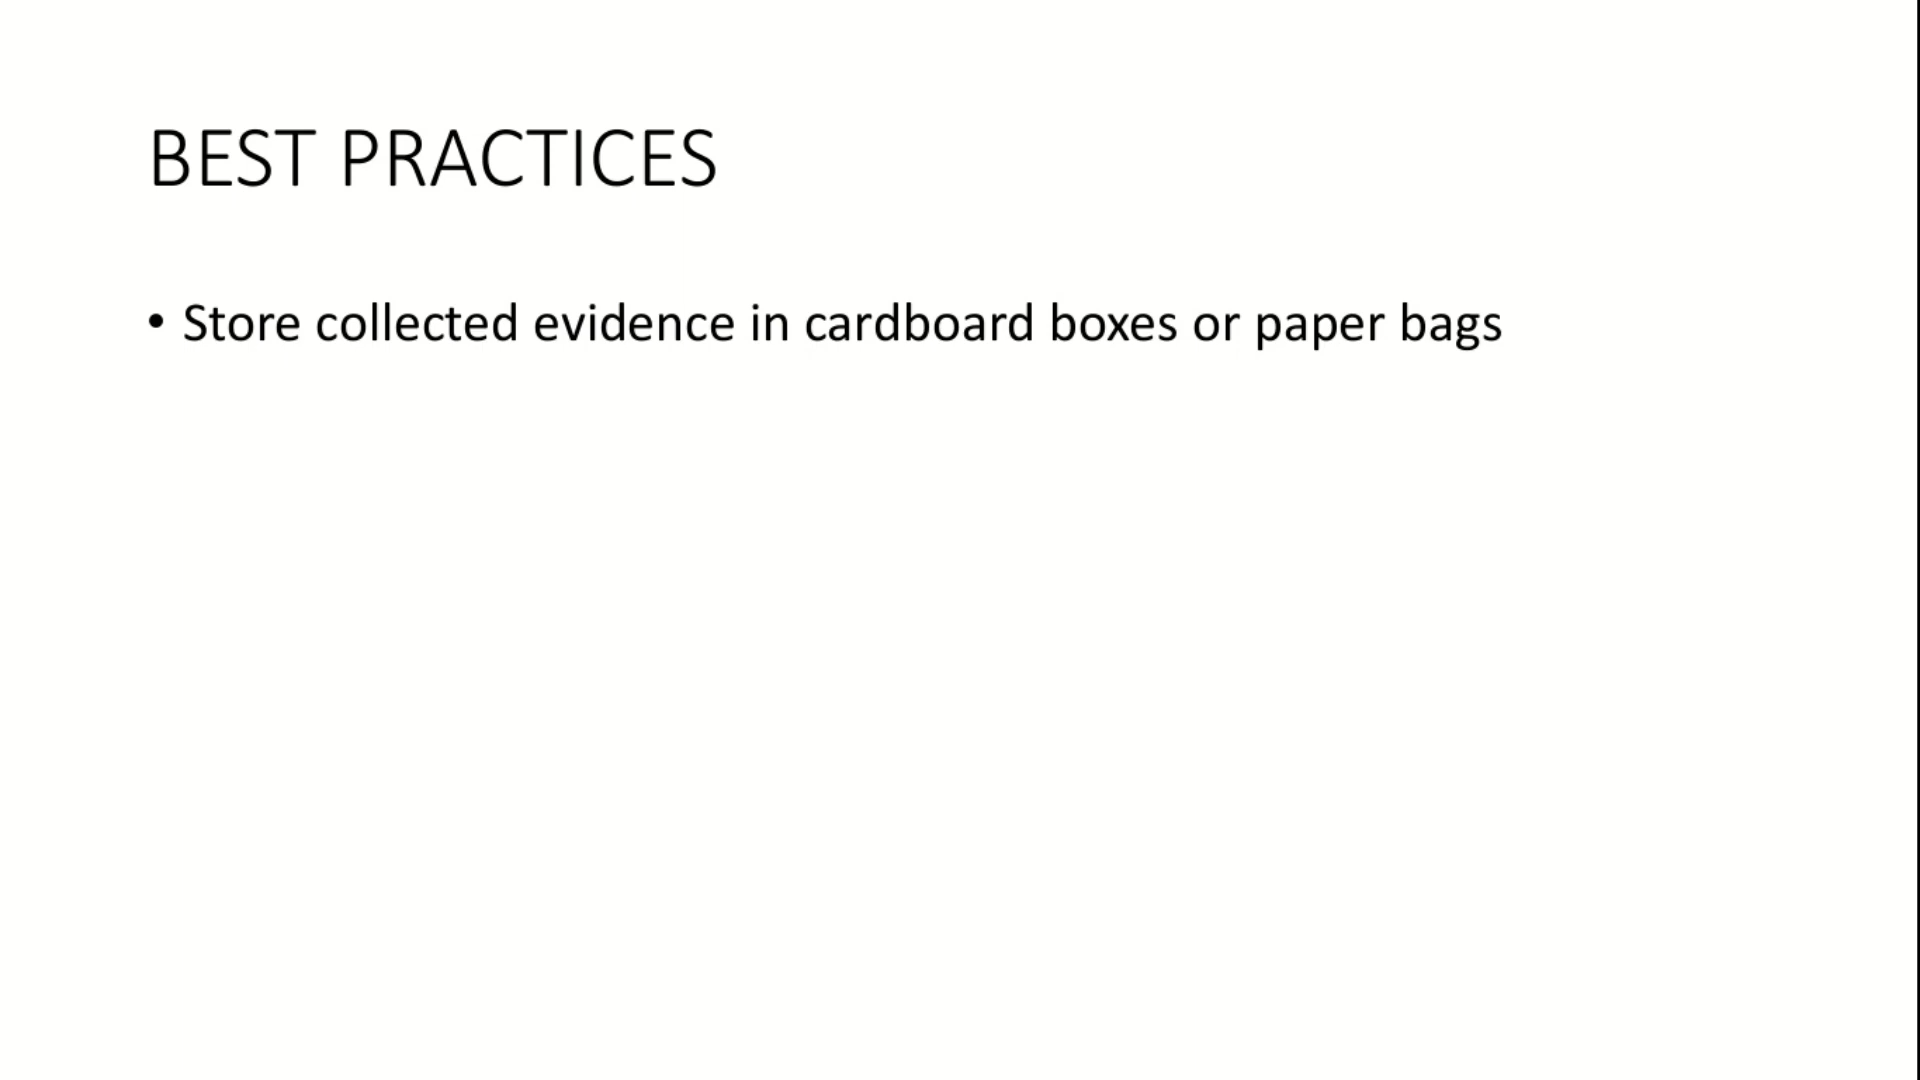 BEST PRACTICES
• Store collected evidence in cardboard boxes or paper bags